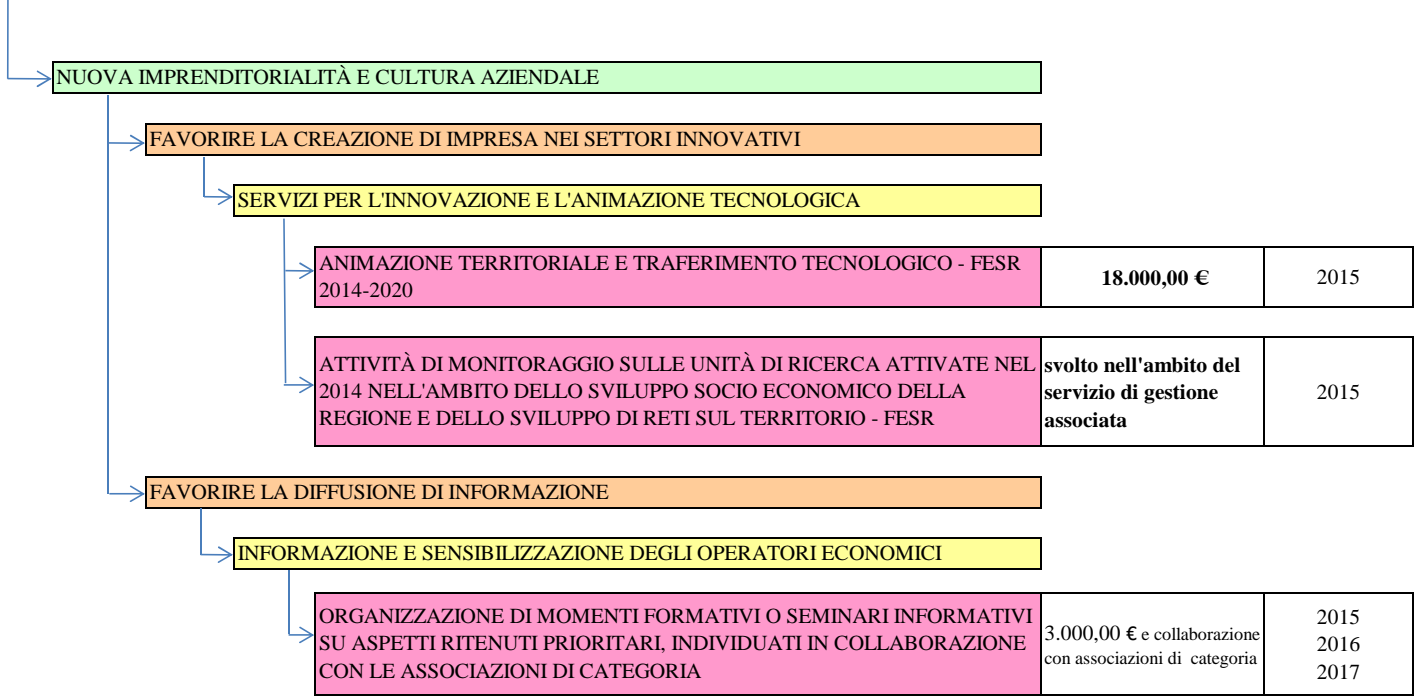 NUOVA IMPRENDITORIALITÀ E CULTURA AZIENDALE
FAVORIRE LA CREAZIONE DI IMPRESA NEI SETTORI INNOVATIVI
SERVIZI PER L'INNOVAZIONE E L'ANIMAZIONE TECNOLOGICA
ANIMAZIONE TERRITORIALE E TRAFERIMENTO TECNOLOGICO - FESR
2014-2020
18.000,00 €
2015
ATTIVITÀ DI MONITORAGGIO SULLE UNITÀ DI RICERCA ATTIVATE NEL
2014 NELL'AMBITO DELLO SVILUPPO SOCIO ECONOMICO DELLA
REGIONE E DELLO SVILUPPO DI RETI SUL TERRITORIO - FESR
svolto nell'ambito del
servizio di gestione
associata
2015
FAVORIRE LA DIFFUSIONE DI INFORMAZIONE
INFORMAZIONE E SENSIBILIZZAZIONE DEGLI OPERATORI ECONOMICI
ORGANIZZAZIONE DI MOMENTI FORMATIVI O SEMINARI INFORMATIVI
SU ASPETTI RITENUTI PRIORITARI, INDIVIDUATI IN COLLABORAZIONE
CON LE ASSOCIAZIONI DI CATEGORIA
3.000,00 € e collaborazione
con associazioni di categoria
2015
2016
2017